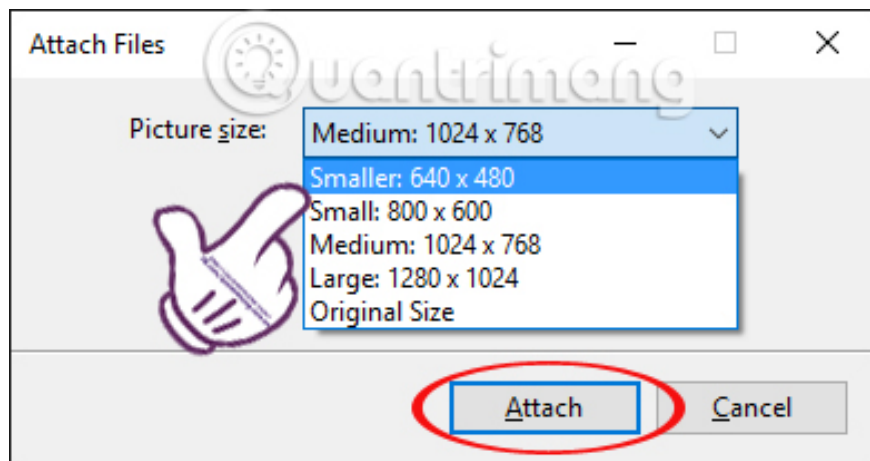 Attach Files
Quantrimang
Picture size: Medium: 1024 x 768
Smaller: 640 x 480
Small: 800 x 600
Medium: 1024 x 768
Large: 1280 x 1024
Original Size
Attach Cancel